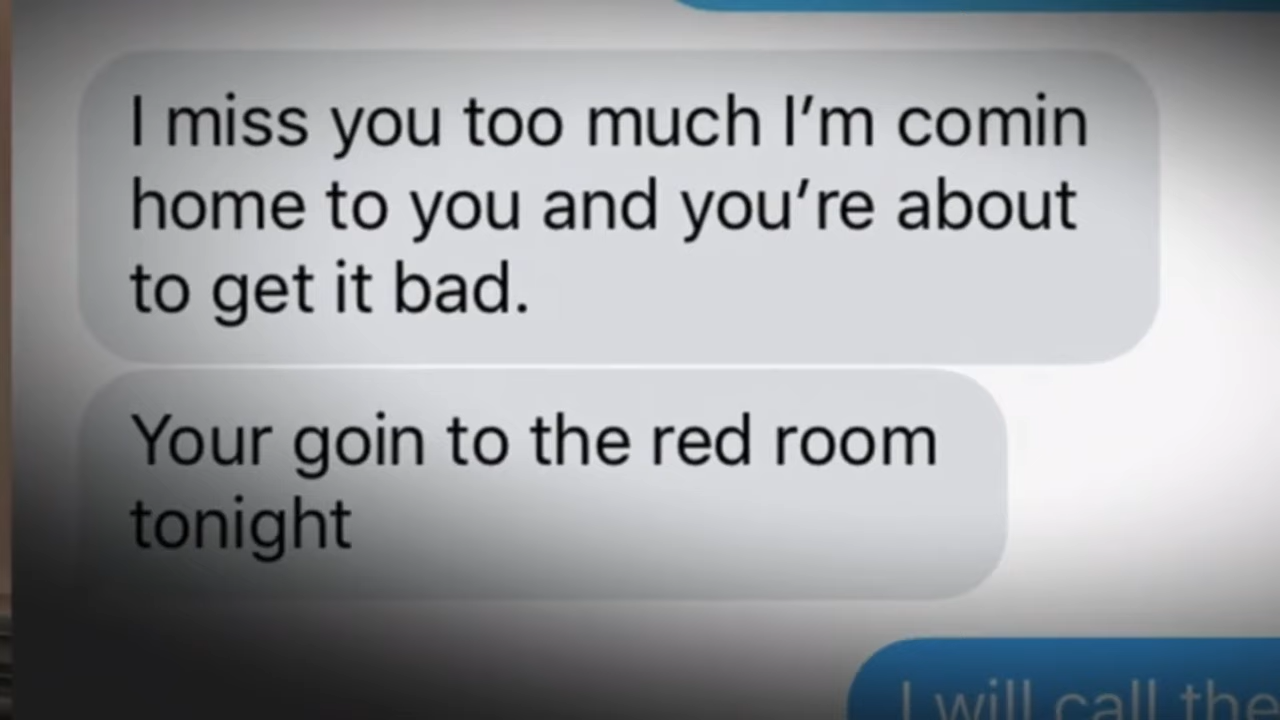 I miss you too much I’m comin
home to you and you’re about
to get it bad.
Your goin to the red room
tonight
I will call the